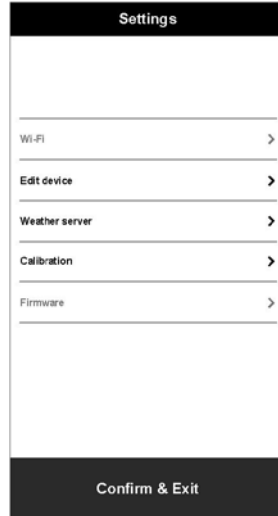 Settings
Wi-Fi
Edit device
Weather server
Calibration
Firmware
Confirm & Exit